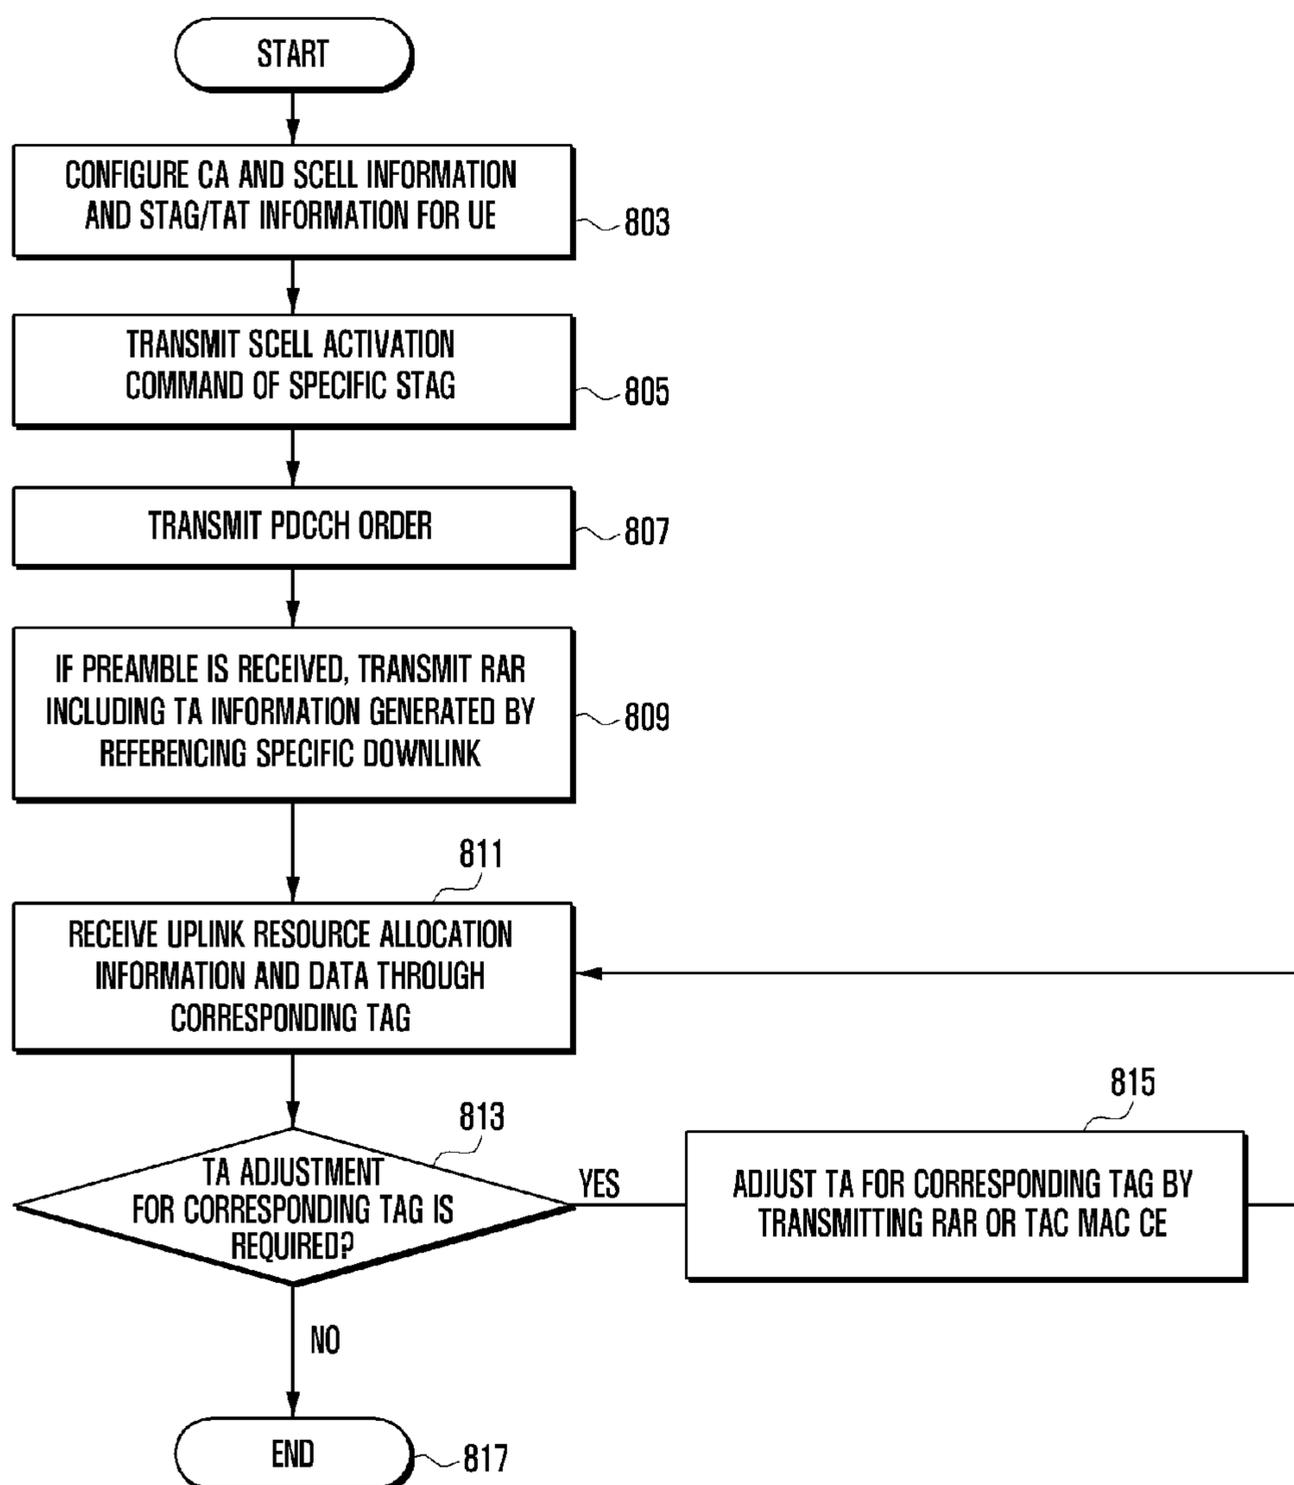 START
CONFIGURE CA AND SCELL INFORMATION
AND STAG/TAT INFORMATION FOR UE
803
TRANSMIT SCELL ACTIVATION
COMMAND OF SPECIFIC STAG
805
TRANSMIT PDCCH ORDER
807
IF PREAMBLE IS RECEIVED, TRANSMIT RAR
INCLUDING TA INFORMATION GENERATED BY
REFERENCING SPECIFIC DOWNLINK
809
811
RECEIVE UPLINK RESOURCE ALLOCATION
INFORMATION AND DATA THROUGH
CORRESPONDING TAG
813
TA ADJUSTMENT
FOR CORRESPONDING TAG IS
REQUIRED?
YES
815
ADJUST TA FOR CORRESPONDING TAG BY
TRANSMITTING RAR OR TAC MAC CE
NO
END
817